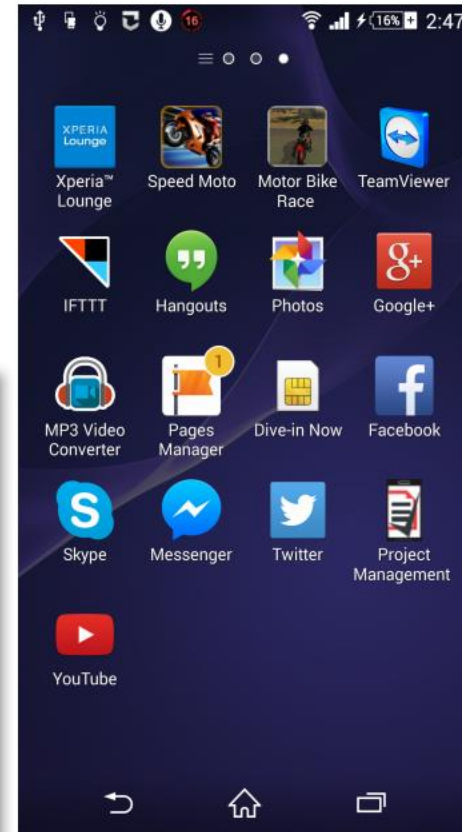 16 16% 2:47
XPERIA
Lounge
Xperia™ Speed Moto Motor Bike TeamViewer
Lounge Race
g+
IFTTT Hangouts Photos Google+
1
MP3 Video Pages Dive-in Now Facebook
Converter Manager
S
Skype Messenger Twitter Project
Management
YouTube